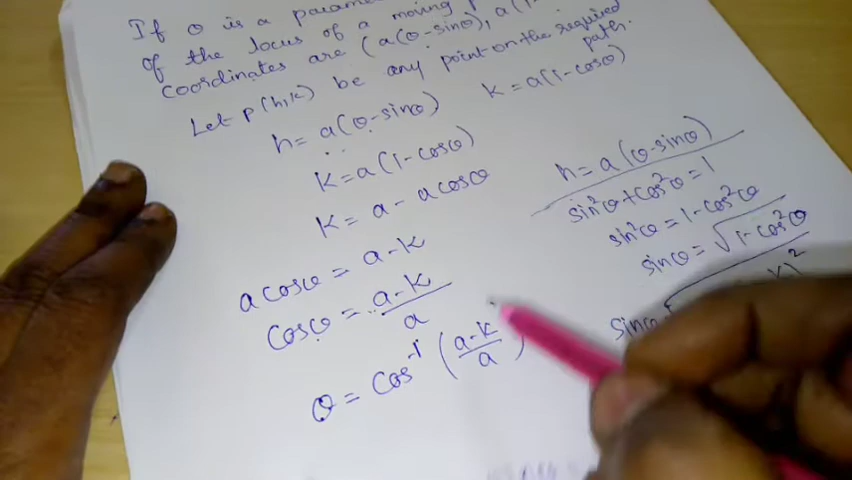 If θ is a
of the locus of a moving
coordinates are (a(θ-sinθ), a(1-
Let P(h,k) be any point on the required
path.
h = a(θ-sinθ)
k = a(1-cosθ)
k = a(1-cosθ)
k = a - a cosθ
a cosθ = a-k
cosθ = a-k/a
θ = cos⁻¹(a-k/a)
h = a(θ-sinθ)
sin²θ+cos²θ=1
sin²θ = 1-cos²θ
sinθ = √1-cos²θ
sinθ